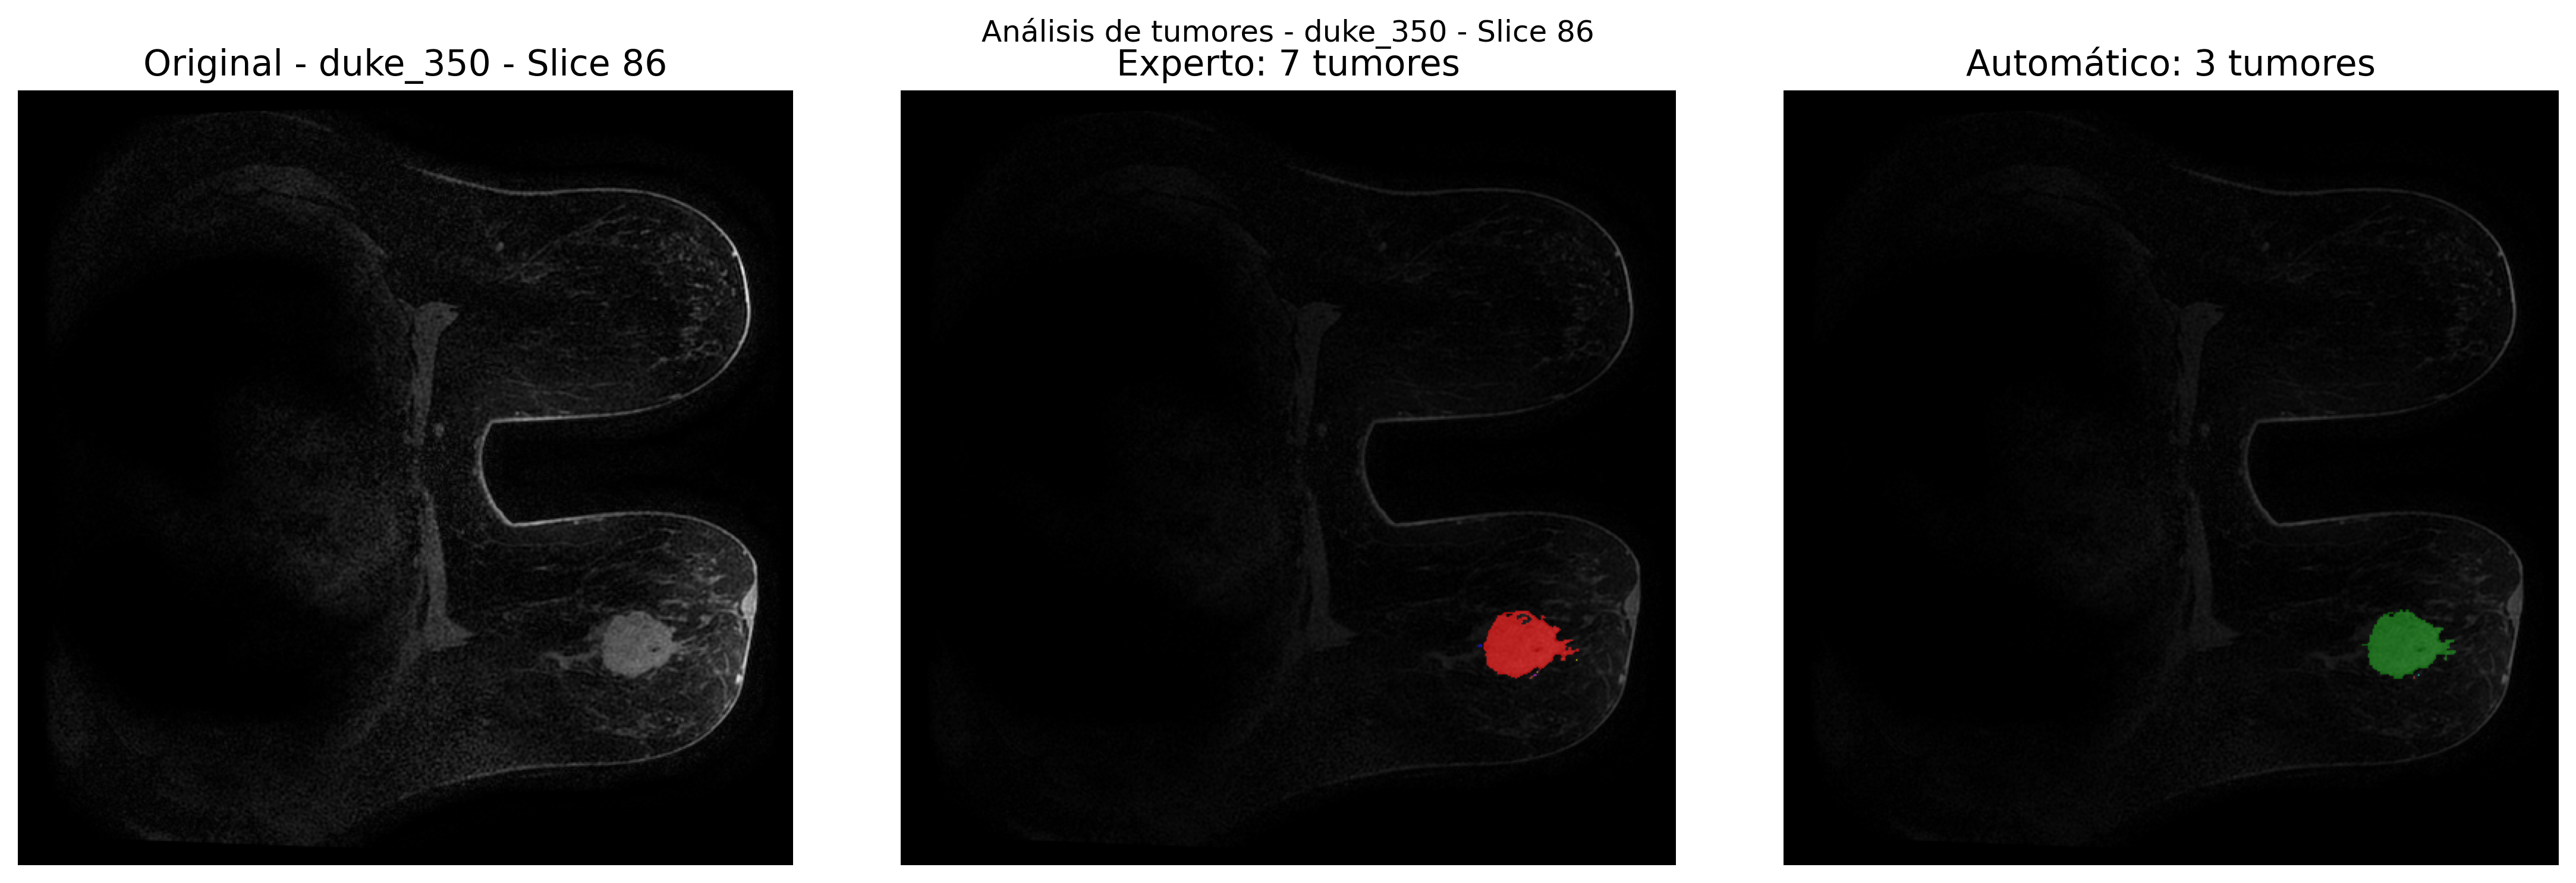 Análisis de tumores - duke_350 - Slice 86
Original - duke_350 - Slice 86
Experto: 7 tumores
Automático: 3 tumores